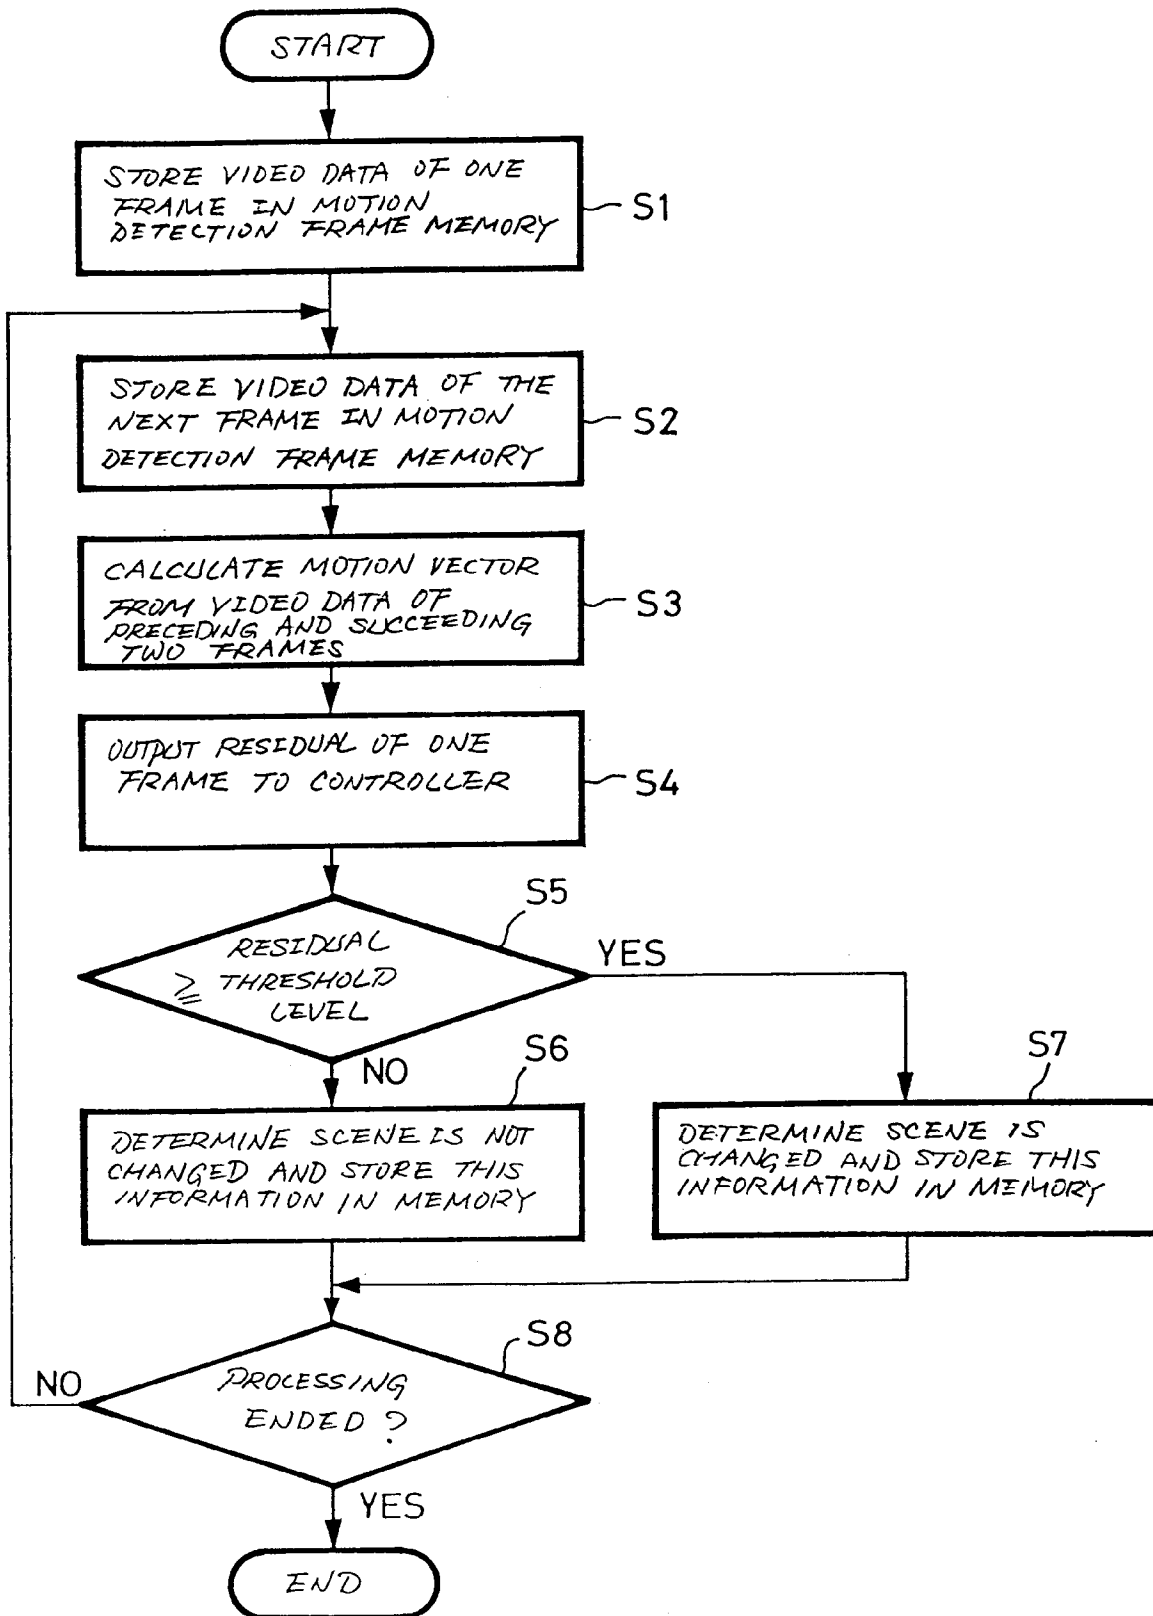 START
STORE VIDEO DATA OF ONE
FRAME IN MOTION
DETECTION FRAME MEMORY
S1
STORE VIDEO DATA OF THE
NEXT FRAME IN MOTION
DETECTION FRAME MEMORY
S2
CALCULATE MOTION VECTOR
FROM VIDEO DATA OF
PRECEDING AND SUCCEEDING
TWO FRAMES
S3
OUTPUT RESIDUAL OF ONE
FRAME TO CONTROLLER
S4
S5
RESIDUAL
≧ THRESHOLD
LEVEL
YES
NO
S6
DETERMINE SCENE IS NOT
CHANGED AND STORE THIS
INFORMATION IN MEMORY
S7
DETERMINE SCENE IS
CHANGED AND STORE THIS
INFORMATION IN MEMORY
S8
PROCESSING
ENDED?
NO
YES
END